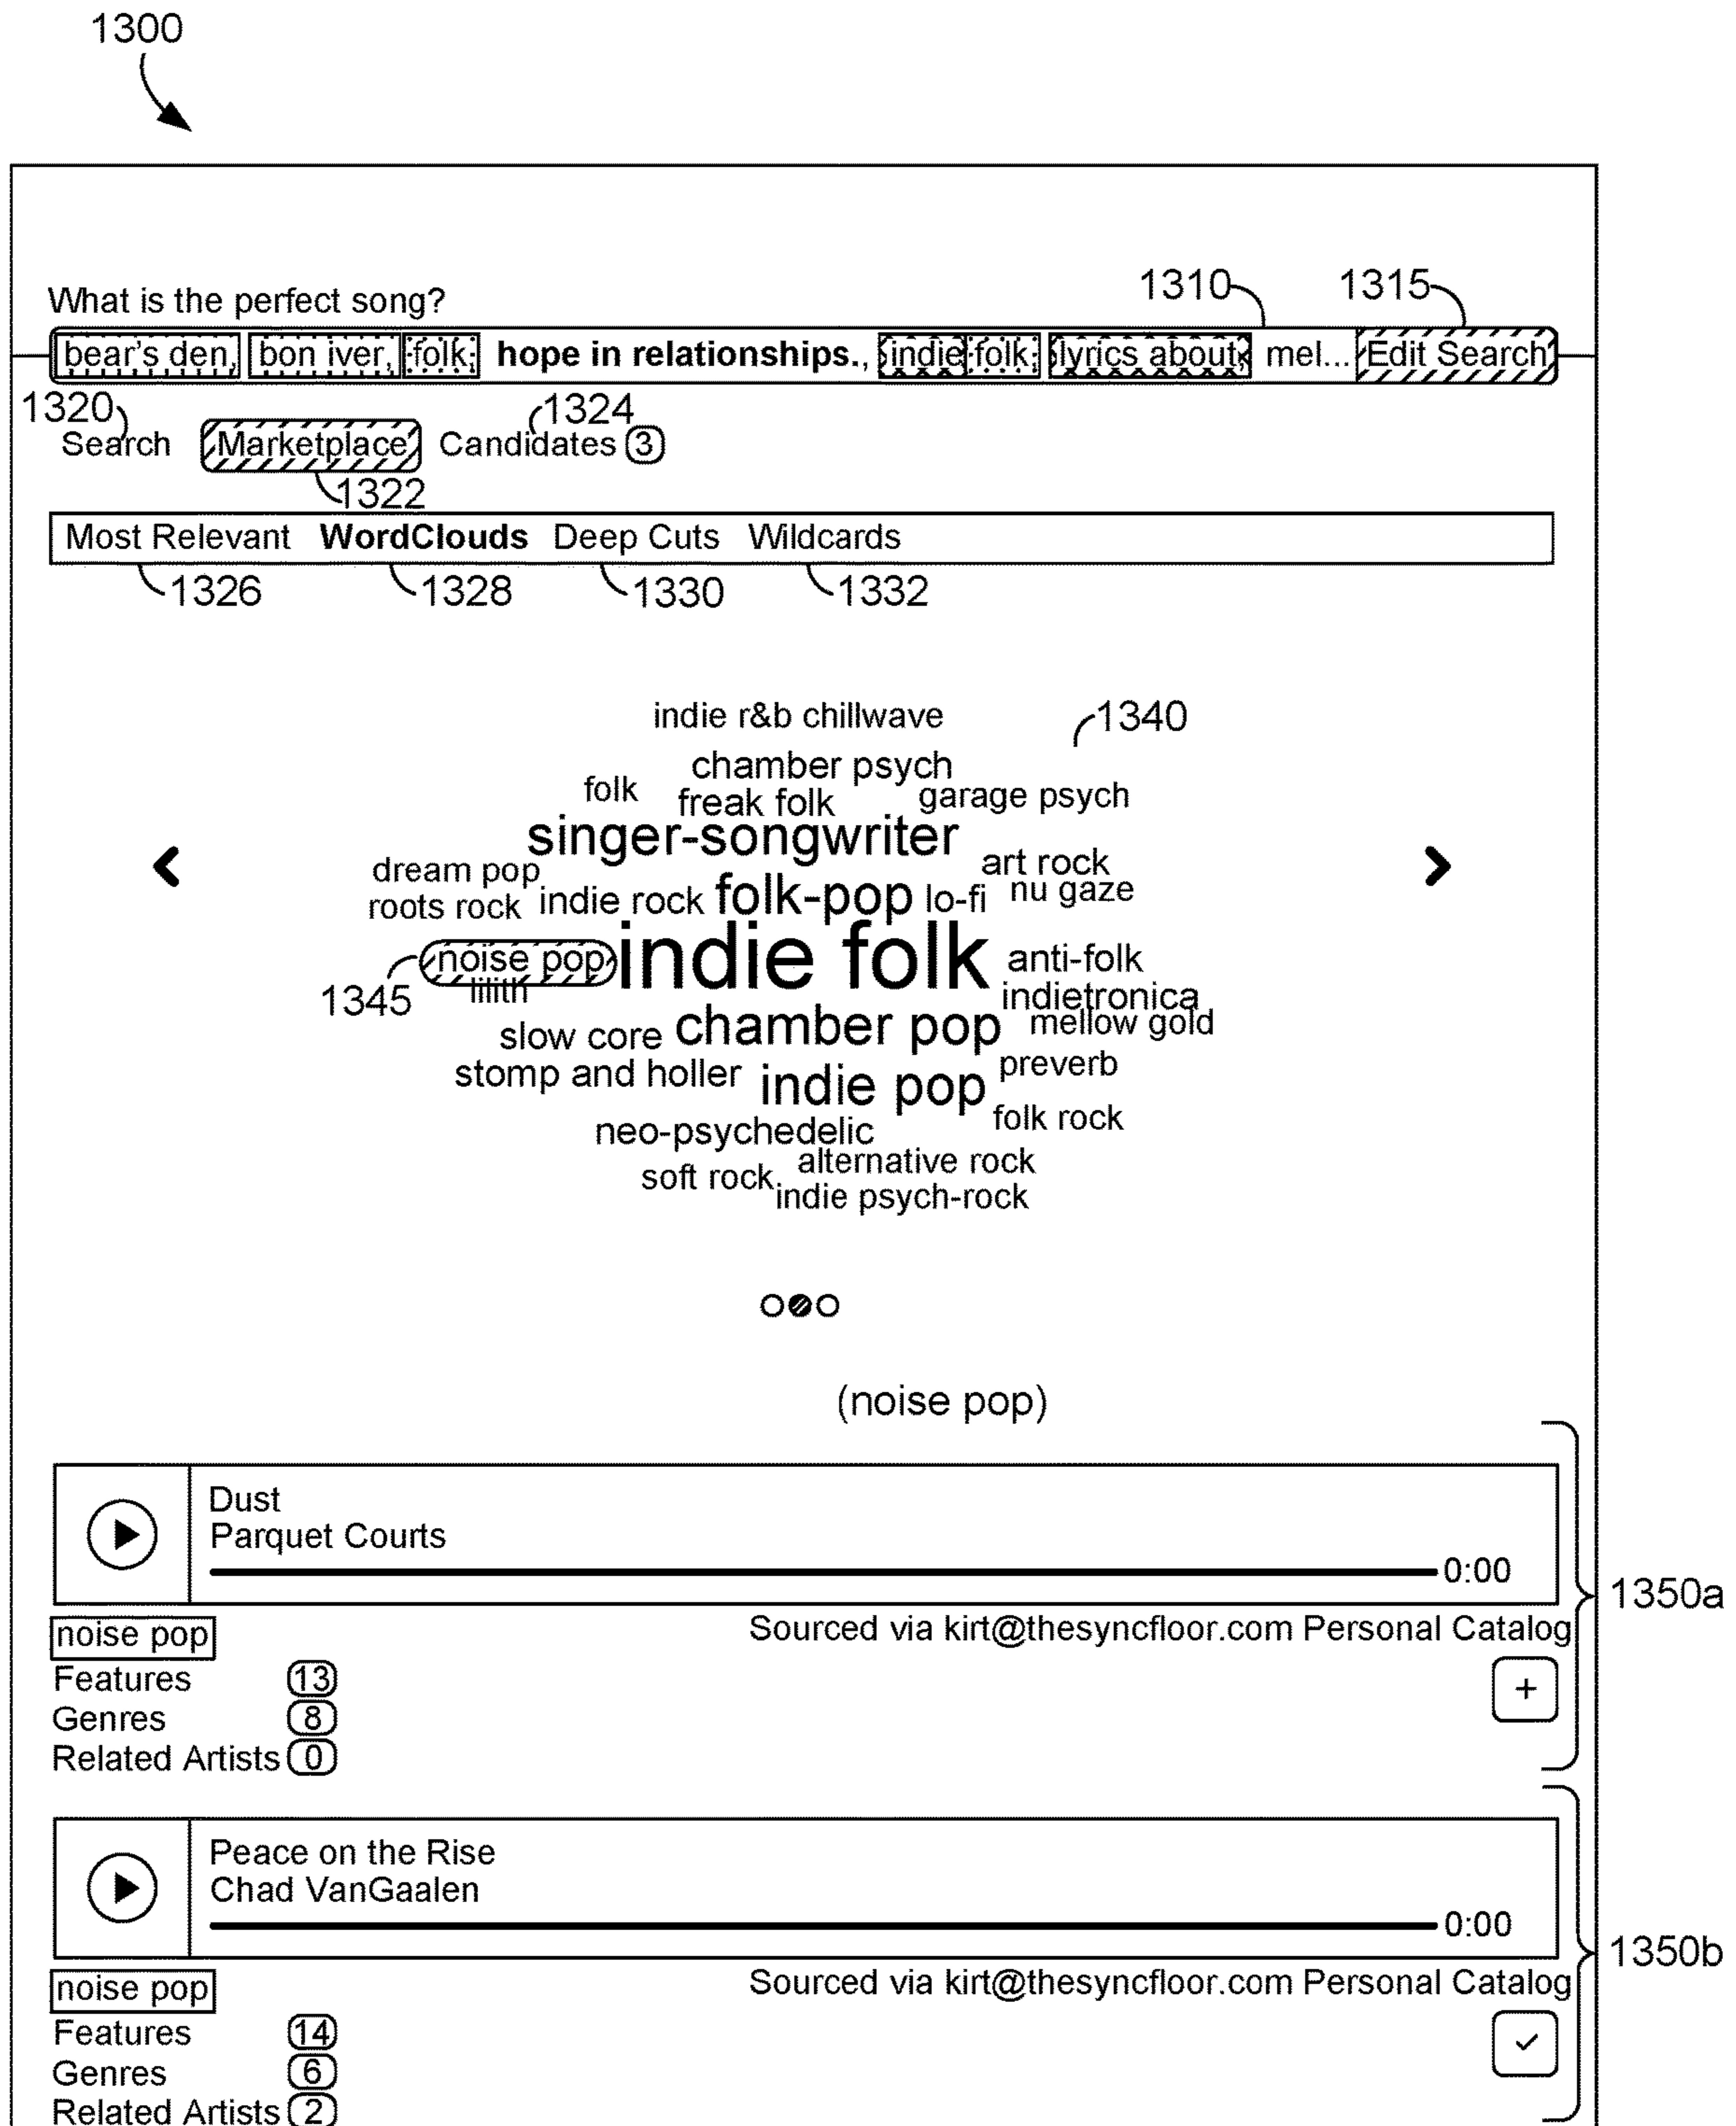 1300
What is the perfect song?
1310
1315
bear's den, bon iver, folk, hope in relationships., indie folk, lyrics about, mel... Edit Search
1320
1324
Search Marketplace Candidates 3
1322
Most Relevant WordClouds Deep Cuts Wildcards
1326 1328 1330 1332
indie r&b chillwave
1340
chamber psych
folk freak folk garage psych
singer-songwriter
dream pop art rock
roots rock indie rock folk-pop lo-fi nu gaze
noise pop indie folk anti-folk
1345
indietronica
slow core chamber pop mellow gold
stomp and holler indie pop preverb
folk rock
neo-psychedelic
alternative rock
soft rock
indie psych-rock
(noise pop)
Dust
Parquet Courts
0:00
1350a
noise pop Sourced via kirt@thesyncfloor.com Personal Catalog
Features 13
+
Genres 8
Related Artists 0
Peace on the Rise
Chad VanGaalen
0:00
1350b
noise pop Sourced via kirt@thesyncfloor.com Personal Catalog
Features 14
Genres 6
Related Artists 2